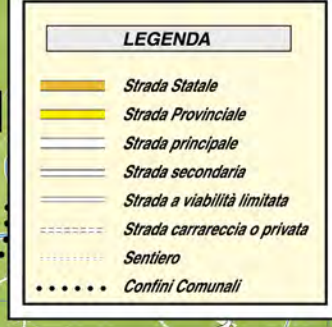 LEGENDA
Strada Statale
Strada Provinciale
Strada principale
Strada secondaria
Strada a viabilità limitata
Strada carrareccia o privata
Sentiero
Confini Comunali